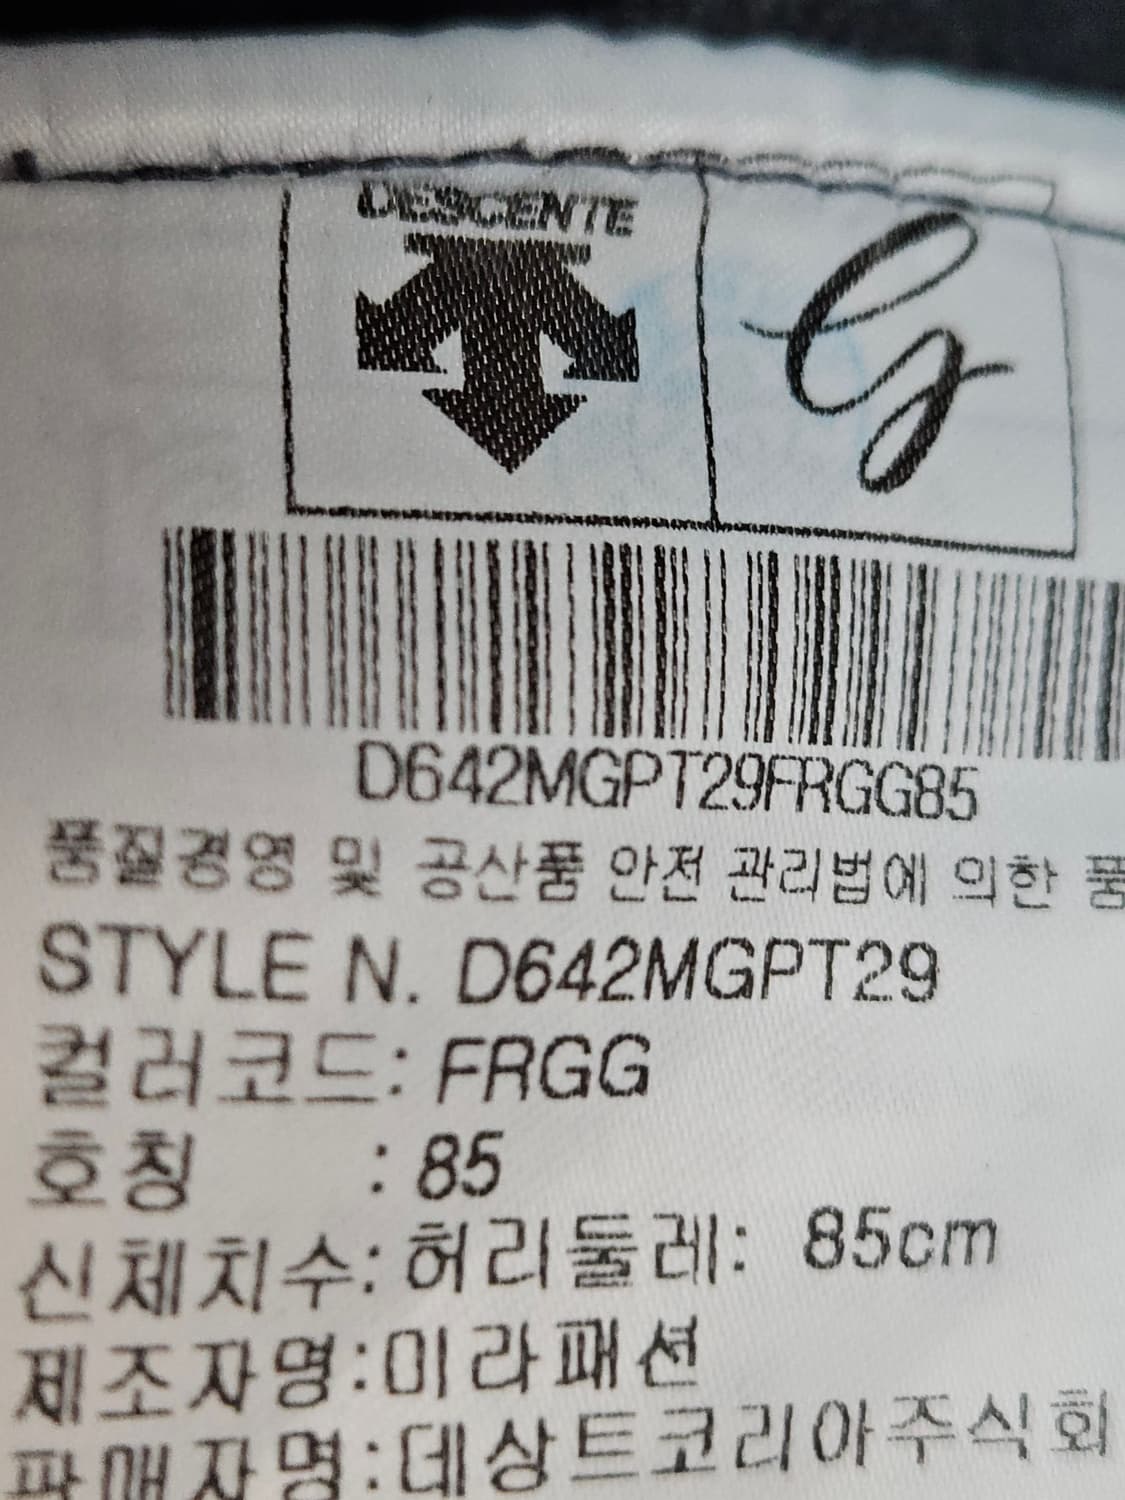 DESCENTE
G
D642MGPT29FRGG85
품질경영 및 공산품 안전 관리법에 의한 품
STYLE N. D642MGPT29
컬러코드: FRGG
호칭 : 85
신체치수: 허리둘레: 85cm
제조자명:미라패션
판매자명:데상트코리아주식회